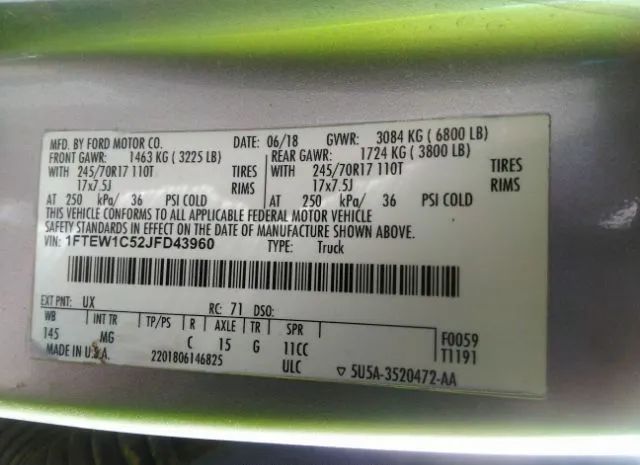 MFD. BY FORD MOTOR CO. DATE: 06/18 GVWR: 3084 KG ( 6800 LB)
FRONT GAWR: 1463 KG ( 3225 LB) REAR GAWR: 1724 KG ( 3800 LB)
WITH 245/70R17 110T TIRES WITH 245/70R17 110T TIRES
17x7.5J RIMS 17x7.5J RIMS
AT 250 kPa/ 36 PSI COLD AT 250 kPa/ 36 PSI COLD
THIS VEHICLE CONFORMS TO ALL APPLICABLE FEDERAL MOTOR VEHICLE
SAFETY STANDARDS IN EFFECT ON THE DATE OF MANUFACTURE SHOWN ABOVE.
VIN: 1FTEW1C52JFD43960 TYPE: Truck
EXT PNT: UX RC: 71 DSO:
WB INT TR TP/PS R AXLE TR SPR F0059
145 MG C 15 G 11CC T1191
MADE IN U.S.A. 2201806146825 ULC ▽ 5U5A-3520472-AA